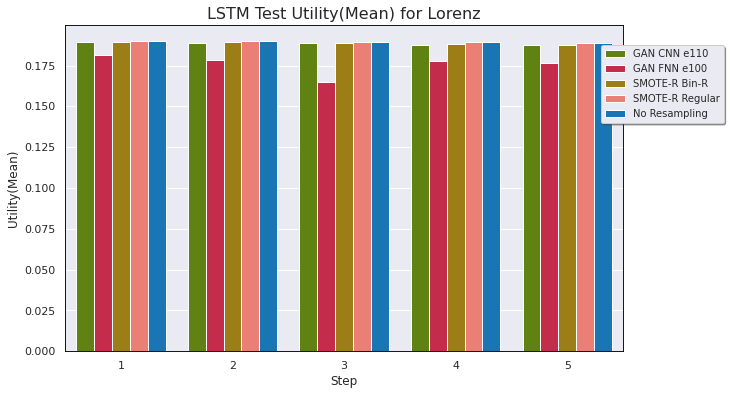 LSTM Test Utility(Mean) for Lorenz
Utility(Mean)
0.175
0.150
0.125
0.100
0.075
0.050
0.025
0.000
1 2 3 4 5
Step
GAN CNN e110
GAN FNN e100
SMOTE-R Bin-R
SMOTE-R Regular
No Resampling